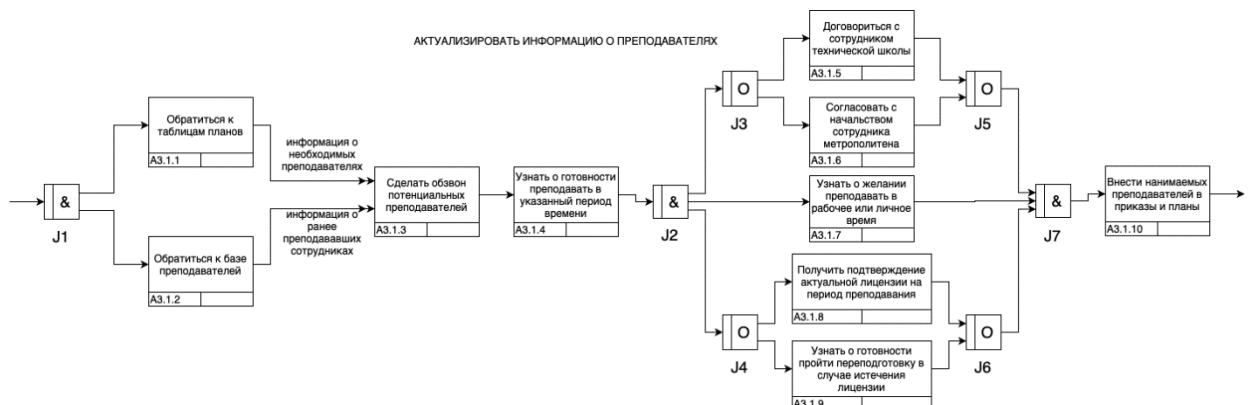 АКТУАЛИЗИРОВАТЬ ИНФОРМАЦИЮ О ПРЕПОДАВАТЕЛЯХ
&
J1
Обратиться к
таблицам планов
A3.1.1
Обратиться к базе
преподавателей
A3.1.2
информация о
необходимых
преподавателях
информация о
ранее
преподававших
сотрудниках
Сделать обзвон
потенциальных
преподавателей
A3.1.3
Узнать о готовности
преподавать в
указанный период
времени
A3.1.4
&
J2
O
J3
Договориться с
сотрудником
технической школы
A3.1.5
Согласовать с
начальством
сотрудника
метрополитена
A3.1.6
O
J5
Узнать о желании
преподавать в
рабочее или личное
время
A3.1.7
O
J4
Получить подтверждение
актуальной лицензии на
период преподавания
A3.1.8
Узнать о готовности
пройти переподготовку в
случае истечения
лицензии
A3.1.9
O
J6
&
J7
Внести нанимаемых
преподавателей в
приказы и планы
A3.1.10